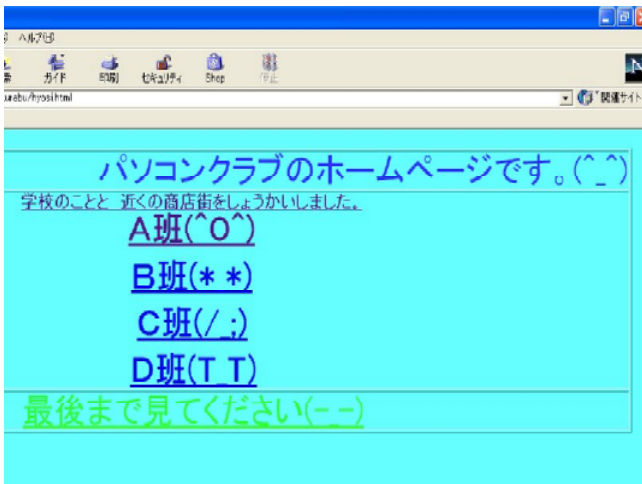 ヘルプ(H)
ガイド 印刷 セキュリティ Shop 停止
urabu/hyosi.html 関連サイト
パソコンクラブのホームページです。(^_^)
学校のことと 近くの商店街をしょうかいしました。
A班(^O^)
B班(* *)
C班(/_;)
D班(T_T)
最後まで見てください(-_-)